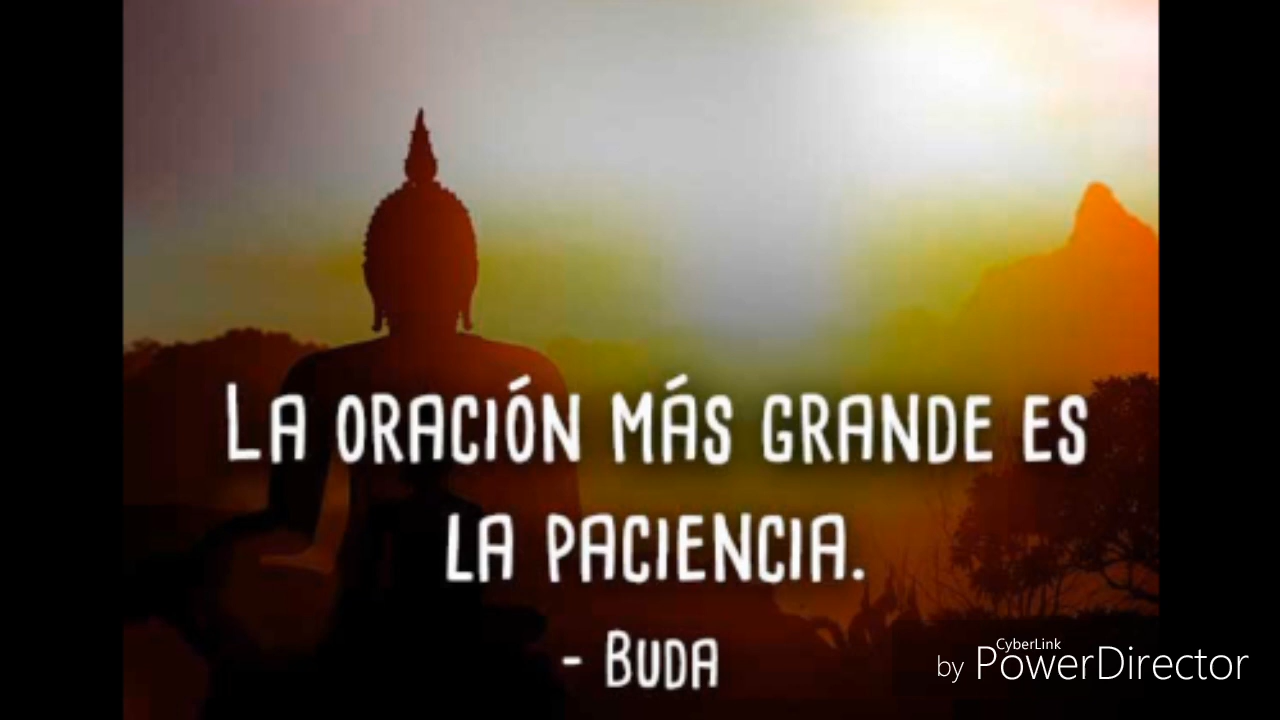 La oración más grande es
la paciencia.
- Buda
CyberLink
by PowerDirector